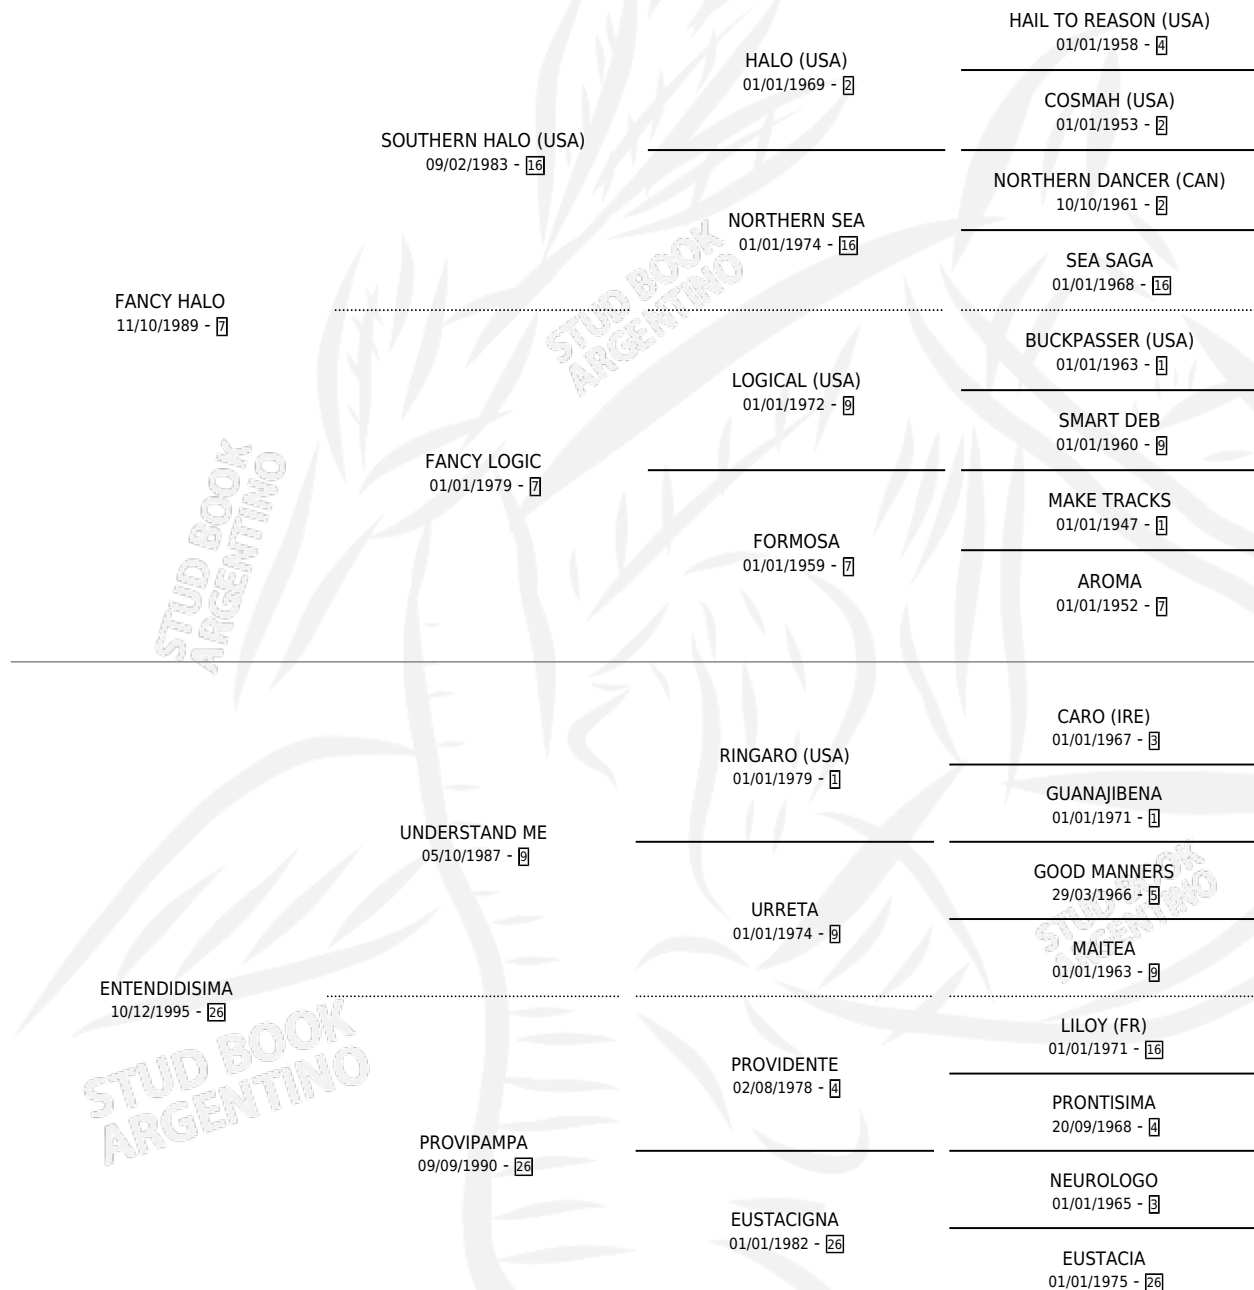 HAIL TO REASON (USA)
01/01/1958 - 4
HALO (USA)
01/01/1969 - 2
COSMAH (USA)
01/01/1953 - 2
SOUTHERN HALO (USA)
09/02/1983 - 16
NORTHERN DANCER (CAN)
10/10/1961 - 2
NORTHERN SEA
01/01/1974 - 16
SEA SAGA
01/01/1968 - 16
FANCY HALO
11/10/1989 - 7
BUCKPASSER (USA)
01/01/1963 - 1
LOGICAL (USA)
01/01/1972 - 9
SMART DEB
01/01/1960 - 9
FANCY LOGIC
01/01/1979 - 7
MAKE TRACKS
01/01/1947 - 1
FORMOSA
01/01/1959 - 7
AROMA
01/01/1952 - 7
CARO (IRE)
01/01/1967 - 3
RINGARO (USA)
01/01/1979 - 1
GUANAJIBENA
01/01/1971 - 1
UNDERSTAND ME
05/10/1987 - 9
GOOD MANNERS
29/03/1966 - 5
URRETA
01/01/1974 - 9
MAITEA
01/01/1963 - 9
ENTENDIDISIMA
10/12/1995 - 26
LILOY (FR)
01/01/1971 - 16
PROVIDENTE
02/08/1978 - 4
PRONTISIMA
20/09/1968 - 4
PROVIPAMPA
09/09/1990 - 26
NEUROLOGO
01/01/1965 - 3
EUSTACIGNA
01/01/1982 - 26
EUSTACIA
01/01/1975 - 26
STUD BOOK
ARGENTINO
STUD BOOK
ARGENTINO
STUD BOOK
ARGENTINO
STUD BOOK
ARGENTINO